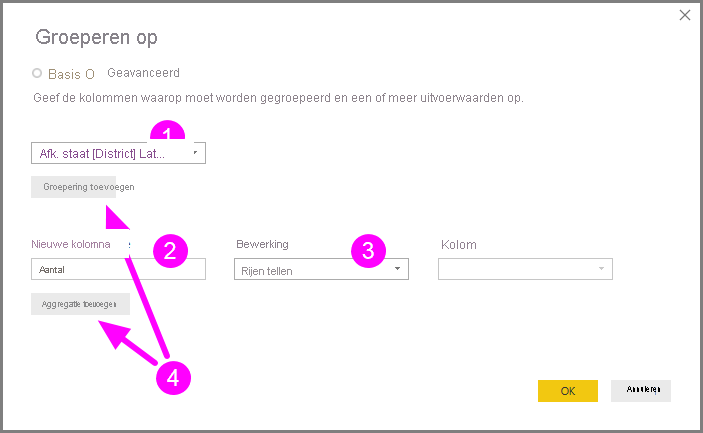 Groeperen op
Basis O Geavanceerd
Geef de kolommen waarop moet worden gegroepeerd en een of meer uitvoerwaarden op.
1
Afk. staat [District] Lat...
Groepering toevoegen
Nieuwe kolomna 2 Bewerking 3 Kolom
Aantal Rijen tellen
Aggregatie toevoegen
4
OK Annuleren